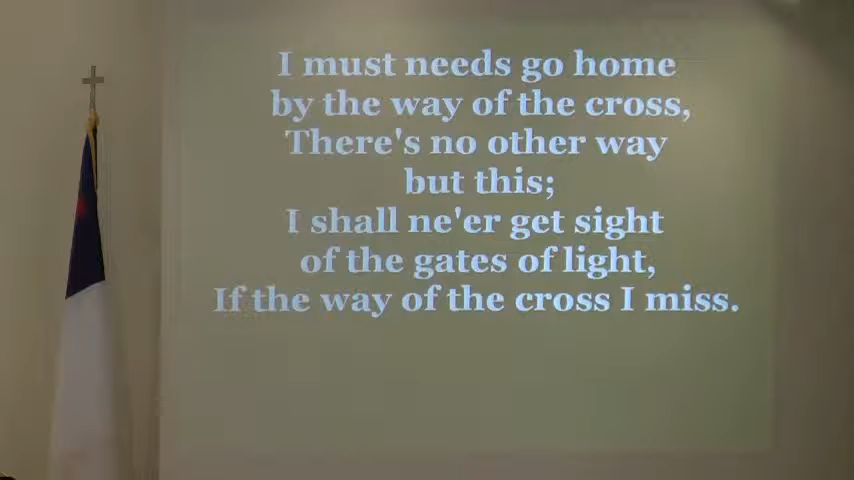 I must needs go home
by the way of the cross,
There's no other way
but this;
I shall ne'er get sight
of the gates of light,
If the way of the cross I miss.